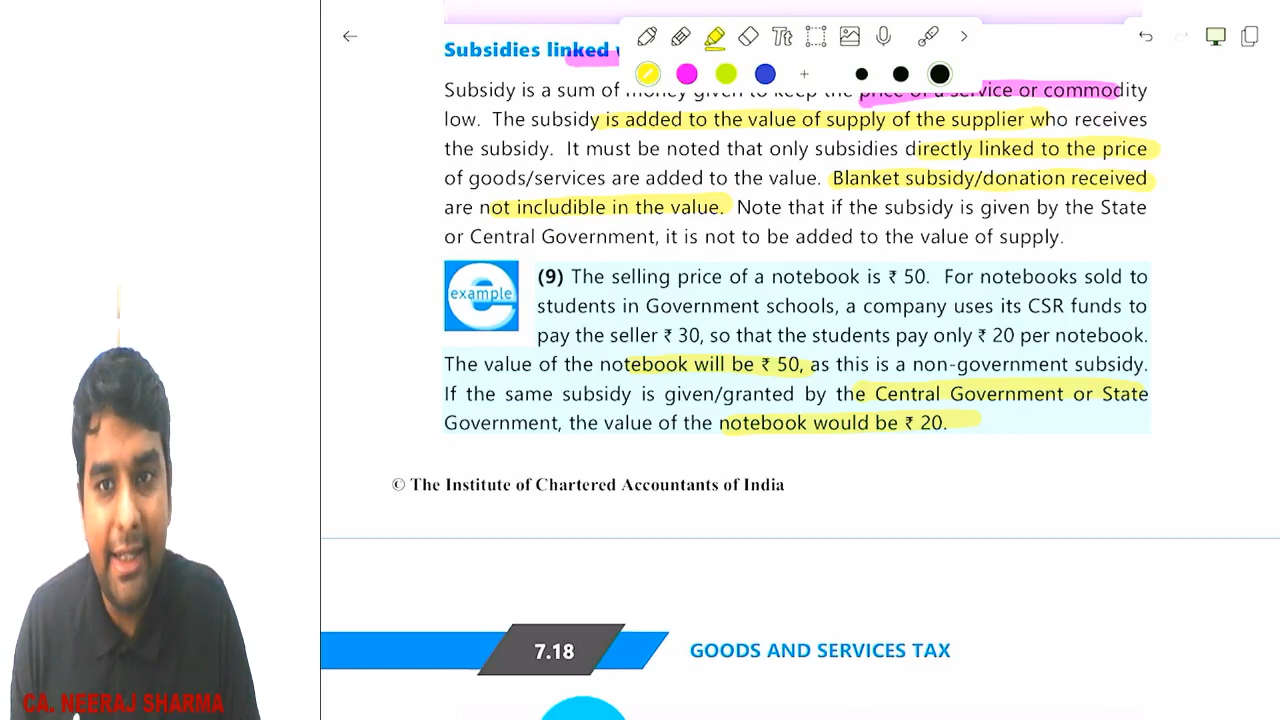 Subsidies linked
Tt
Subsidy is a sum of money given to keep the price of a service or commodity
low. The subsidy is added to the value of supply of the supplier who receives
the subsidy. It must be noted that only subsidies directly linked to the price
of goods/services are added to the value. Blanket subsidy/donation received
are not includible in the value. Note that if the subsidy is given by the State
or Central Government, it is not to be added to the value of supply.
example
(9) The selling price of a notebook is ₹ 50. For notebooks sold to
students in Government schools, a company uses its CSR funds to
pay the seller ₹ 30, so that the students pay only ₹ 20 per notebook.
The value of the notebook will be ₹ 50, as this is a non-government subsidy.
If the same subsidy is given/granted by the Central Government or State
Government, the value of the notebook would be ₹ 20.
© The Institute of Chartered Accountants of India
7.18 GOODS AND SERVICES TAX
CA. NEERAJ SHARMA